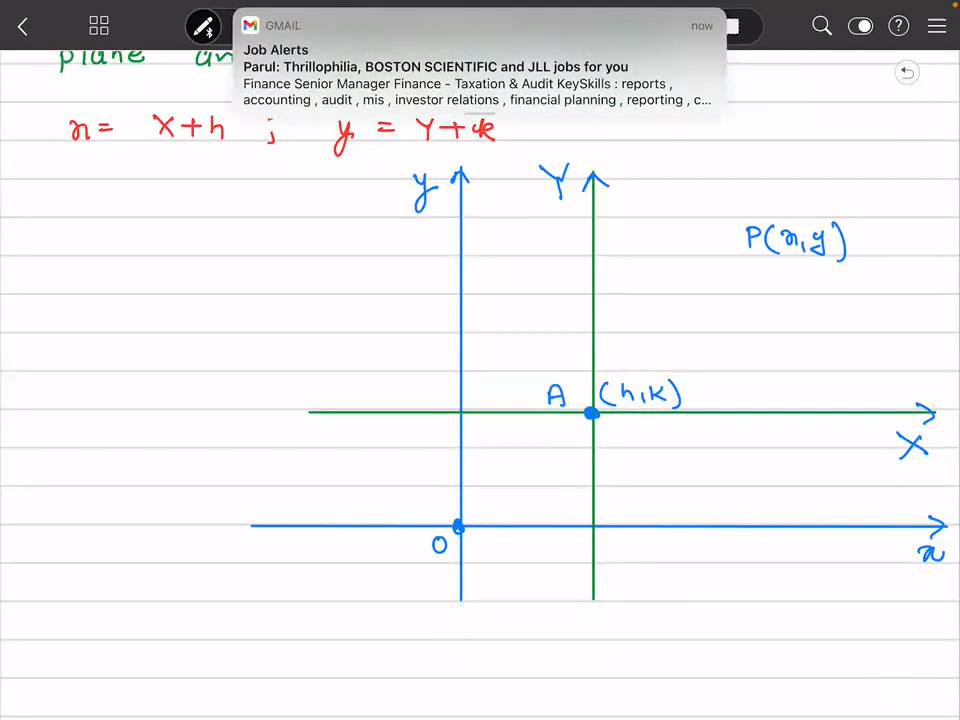 GMAIL
now
Job Alerts
Parul: Thrillophilia, BOSTON SCIENTIFIC and JLL jobs for you
Finance Senior Manager Finance - Taxation & Audit KeySkills : reports ,
accounting , audit , mis , investor relations , financial planning , reporting , c...
plane an
x = X+h ; y = Y+k
y Y
P(x,y)
A (h,k)
X
O
x